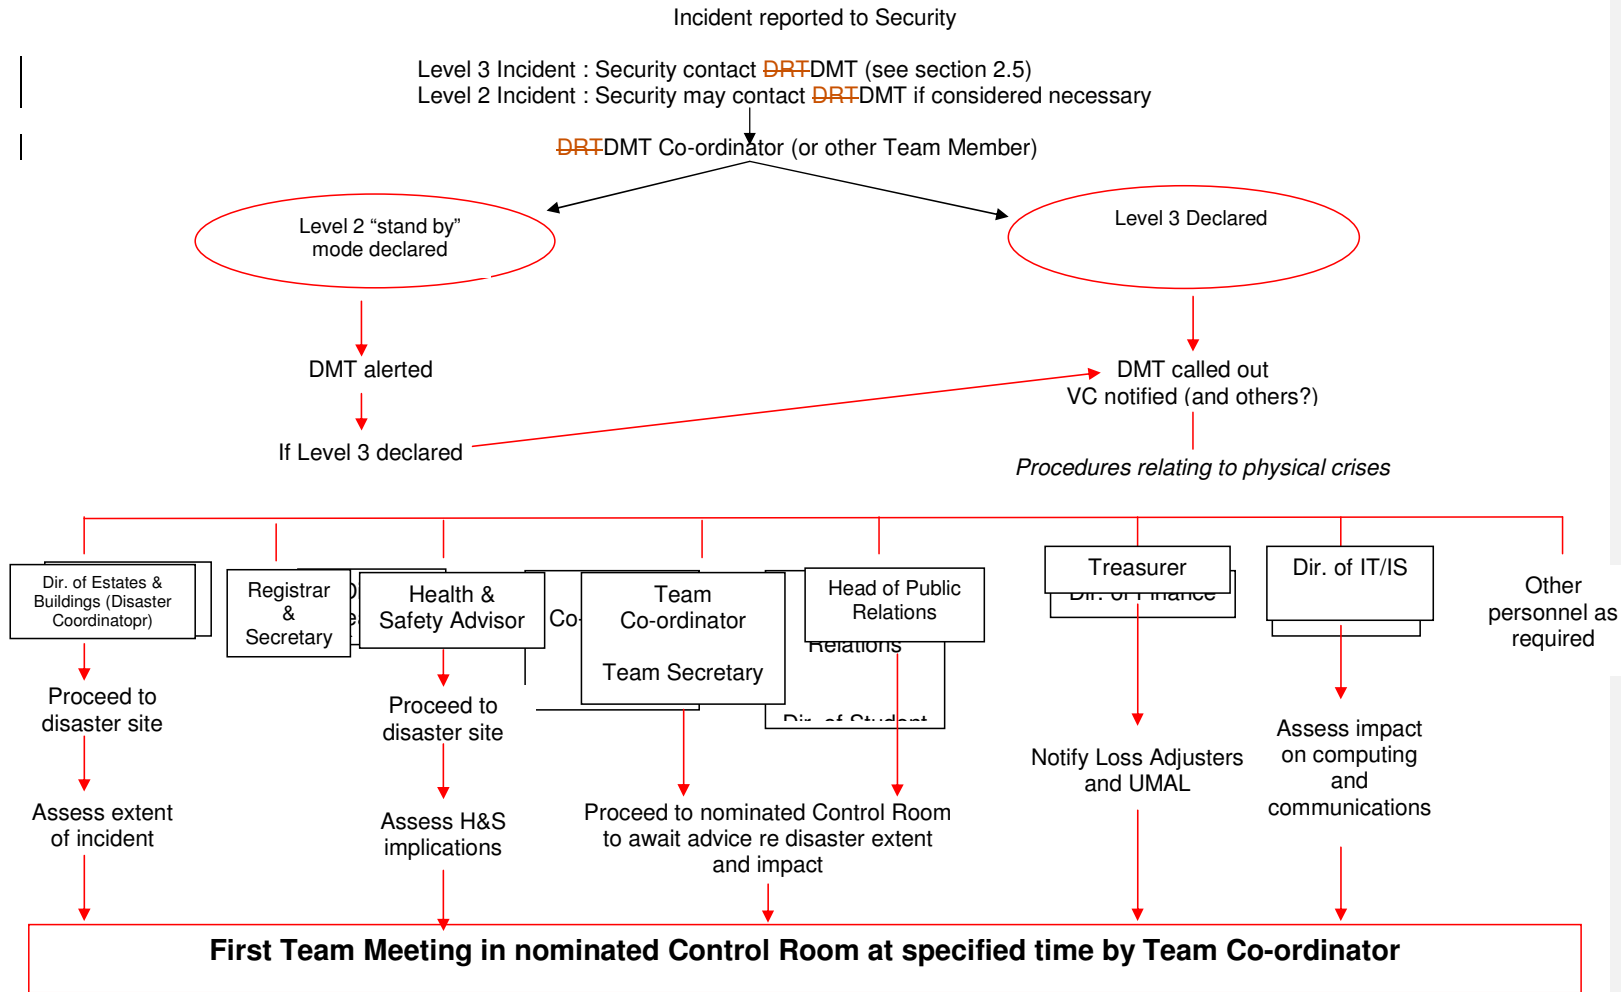 Incident reported to Security
Level 3 Incident : Security contact DRTDMT (see section 2.5)
Level 2 Incident : Security may contact DRTDMT if considered necessary
DRTDMT Co-ordinator (or other Team Member)
Level 2 “stand by”
mode declared
Level 3 Declared
DMT alerted
DMT called out
VC notified (and others?)
If Level 3 declared
Procedures relating to physical crises
Dir. of Estates &
Buildings (Disaster
Coordinatopr)
Registrar
&
Secretary
Health &
Safety Advisor
Co-
Team
Co-ordinator
Team Secretary
Head of Public
Relations
Relations
Dir. of Student
Treasurer
Dir. of Finance
Dir. of IT/IS
Other
personnel as
required
Proceed to
disaster site
Assess extent
of incident
Proceed to
disaster site
Assess H&S
implications
Proceed to nominated Control Room
to await advice re disaster extent
and impact
Notify Loss Adjusters
and UMAL
Assess impact
on computing
and
communications
First Team Meeting in nominated Control Room at specified time by Team Co-ordinator